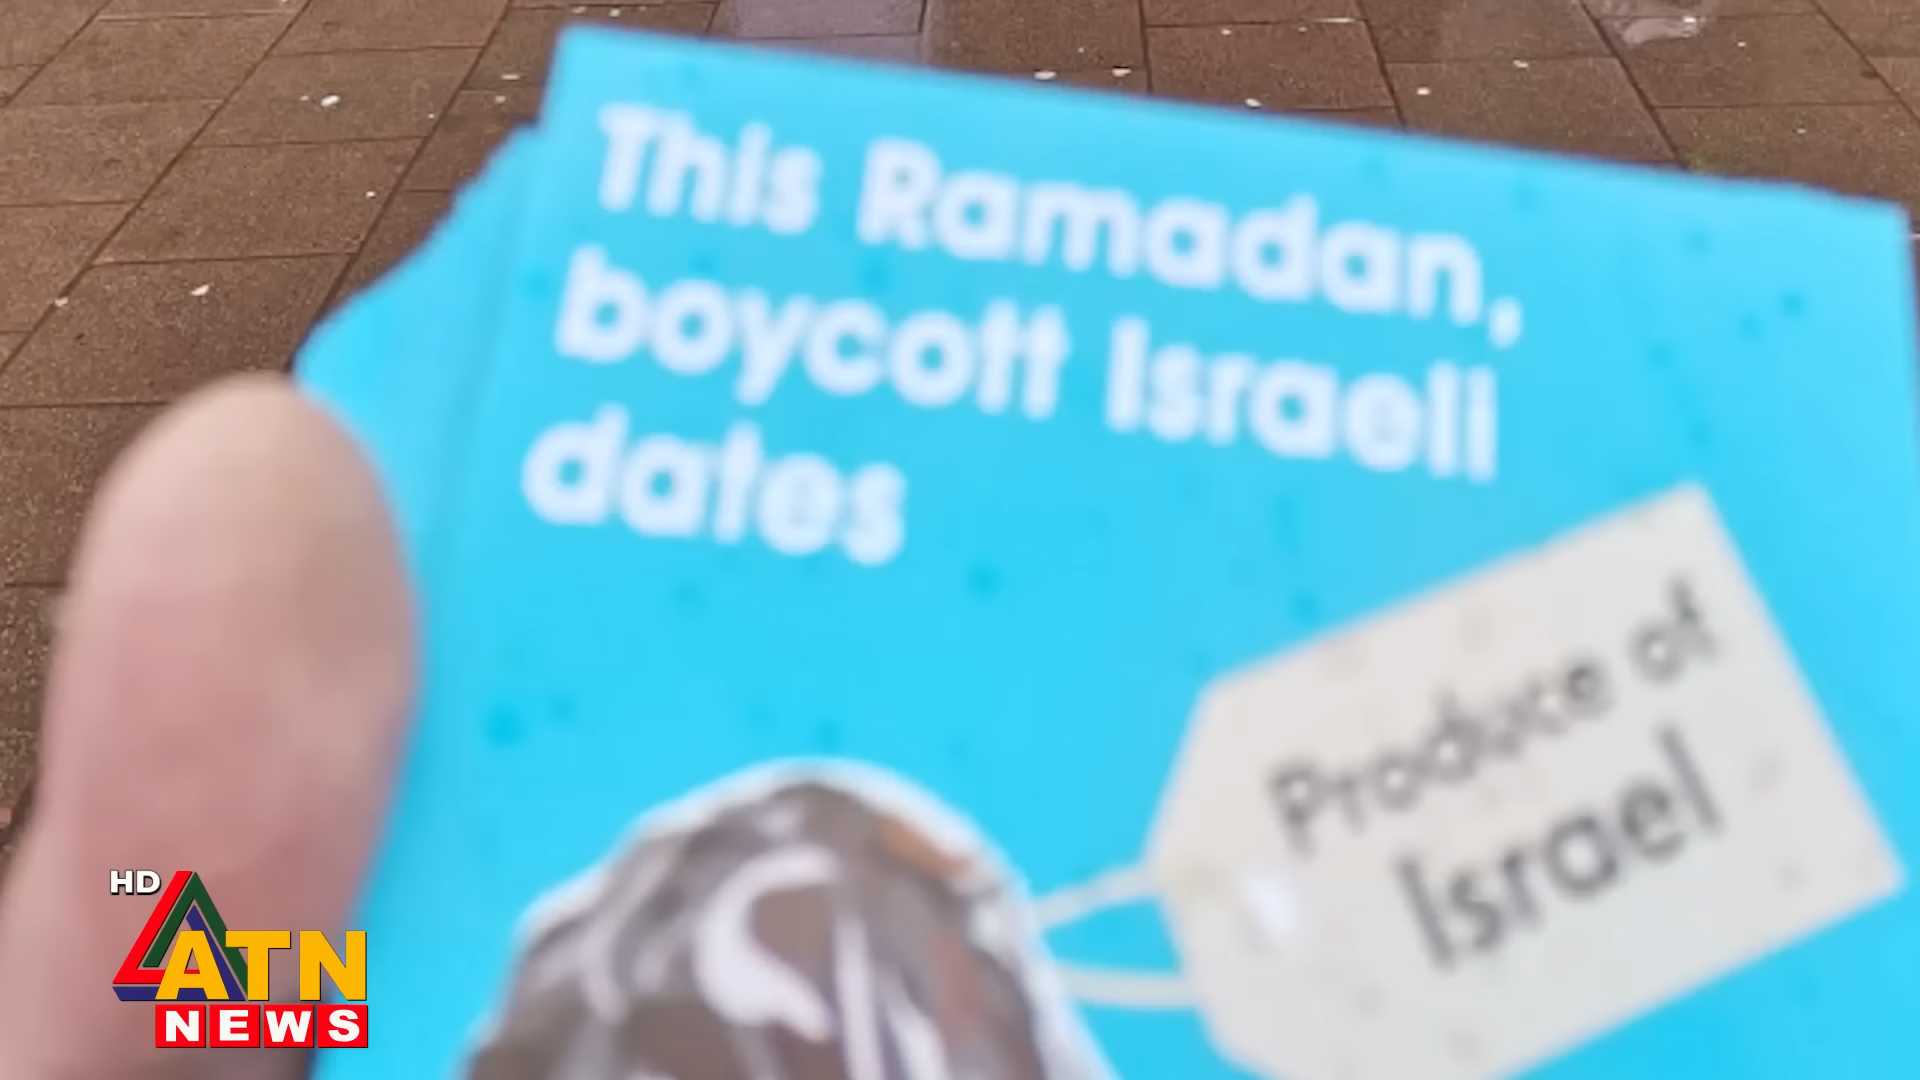 This Ramadan,
boycott Israeli
dates
Produce of
Israel
HD
ATN
NEWS